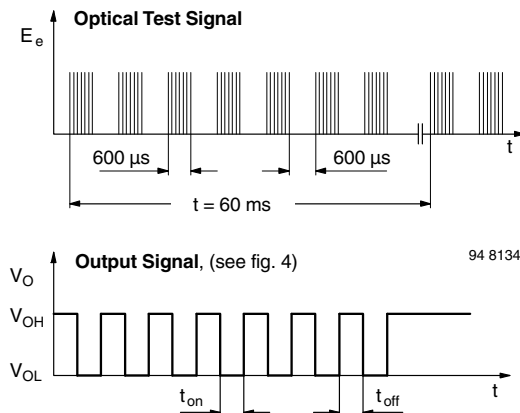 Optical Test Signal
E e
t
600 µs
600 µs
t = 60 ms
Output Signal, (see fig. 4)
94 8134
V O
V OH
V OL
t on
t off
t